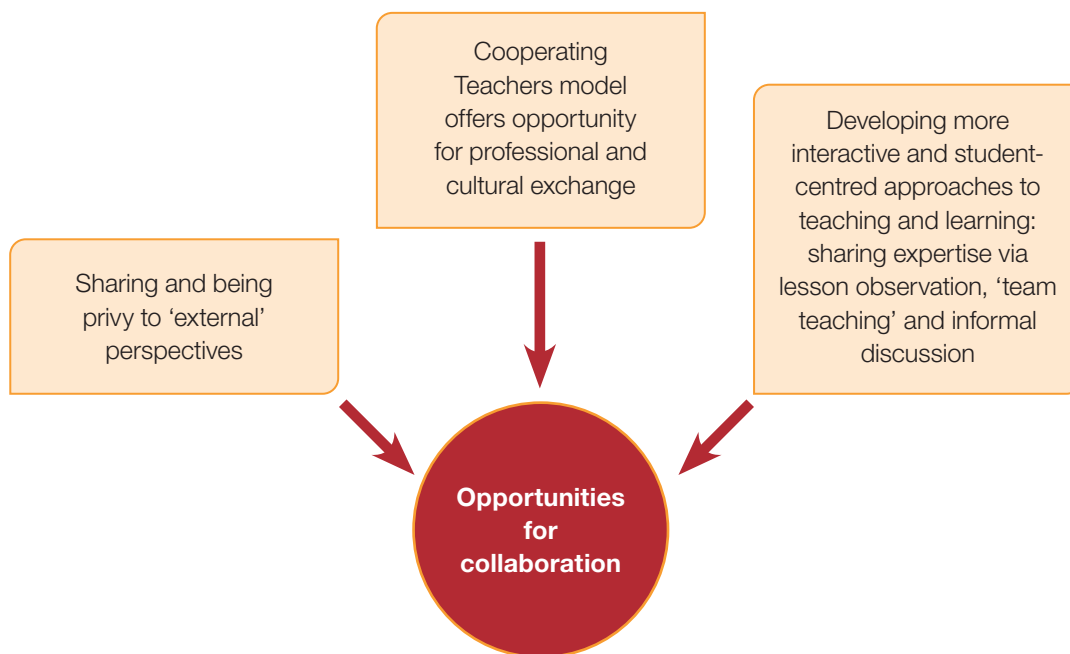 Sharing and being
privy to ‘external’
perspectives
Cooperating
Teachers model
offers opportunity
for professional and
cultural exchange
Developing more
interactive and student-
centred approaches to
teaching and learning:
sharing expertise via
lesson observation, ‘team
teaching’ and informal
discussion
Opportunities
for
collaboration